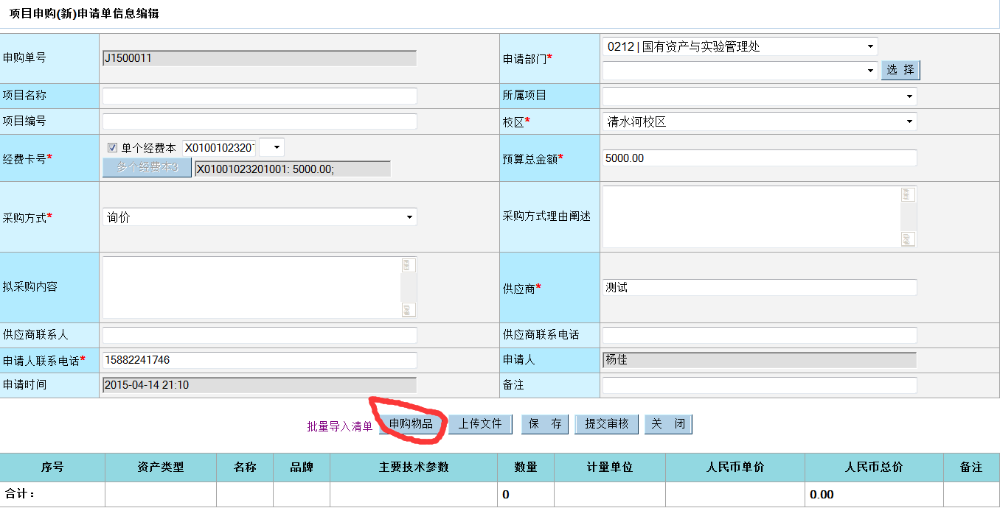 项目申购(新)申请单信息编辑
申购单号 J1500011 申请部门* 0212 | 国有资产与实验管理处
选 择
项目名称 所属项目
项目编号 校区* 清水河校区
经费卡号* 单个经费本 X0100102320 预算总金额* 5000.00
多个经费本3 X01001023201001: 5000.00;
采购方式* 询价 采购方式理由阐述
拟采购内容 供应商* 测试
供应商联系人 供应商联系电话
申请人联系电话* 15882241746 申请人 杨佳
申请时间 2015-04-14 21:10 备注
批量导入清单 申购物品 上传文件 保 存 提交审核 关 闭
序号 资产类型 名称 品牌 主要技术参数 数量 计量单位 人民币单价 人民币总价 备注
合计： 0 0.00